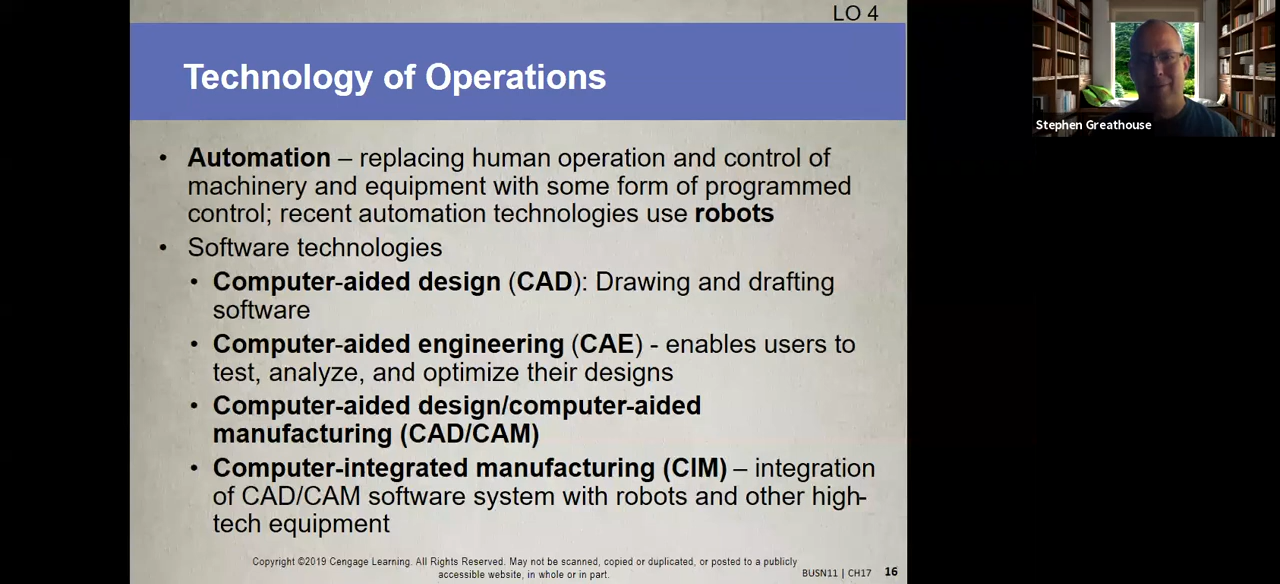 LO 4
Technology of Operations
Stephen Greathouse
• Automation – replacing human operation and control of
machinery and equipment with some form of programmed
control; recent automation technologies use robots
• Software technologies
• Computer-aided design (CAD): Drawing and drafting
software
• Computer-aided engineering (CAE) - enables users to
test, analyze, and optimize their designs
• Computer-aided design/computer-aided
manufacturing (CAD/CAM)
• Computer-integrated manufacturing (CIM) – integration
of CAD/CAM software system with robots and other high-
tech equipment
Copyright ©2019 Cengage Learning. All Rights Reserved. May not be scanned, copied or duplicated, or posted to a publicly
accessible website, in whole or in part.
BUSN11 | CH17 16